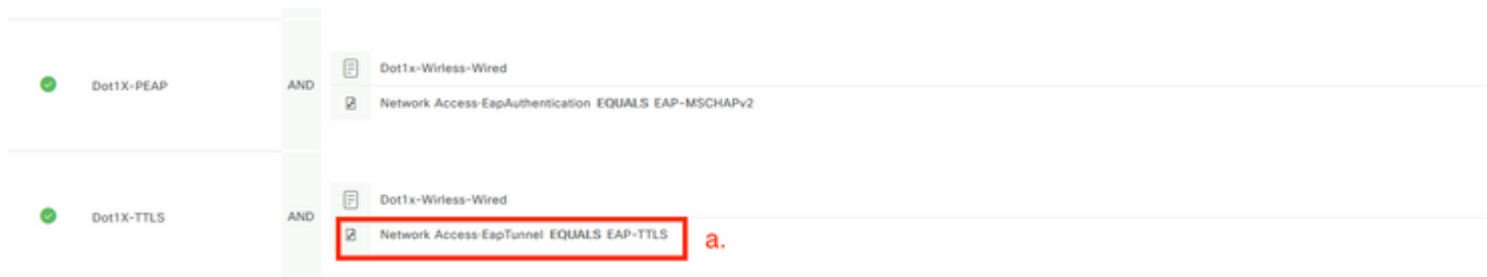 Dot1X-PEAP
AND
Dot1x-Wirless-Wired
Network Access·EapAuthentication EQUALS EAP-MSCHAPv2
Dot1X-TTLS
AND
Dot1x-Wirless-Wired
Network Access·EapTunnel EQUALS EAP-TTLS
a.